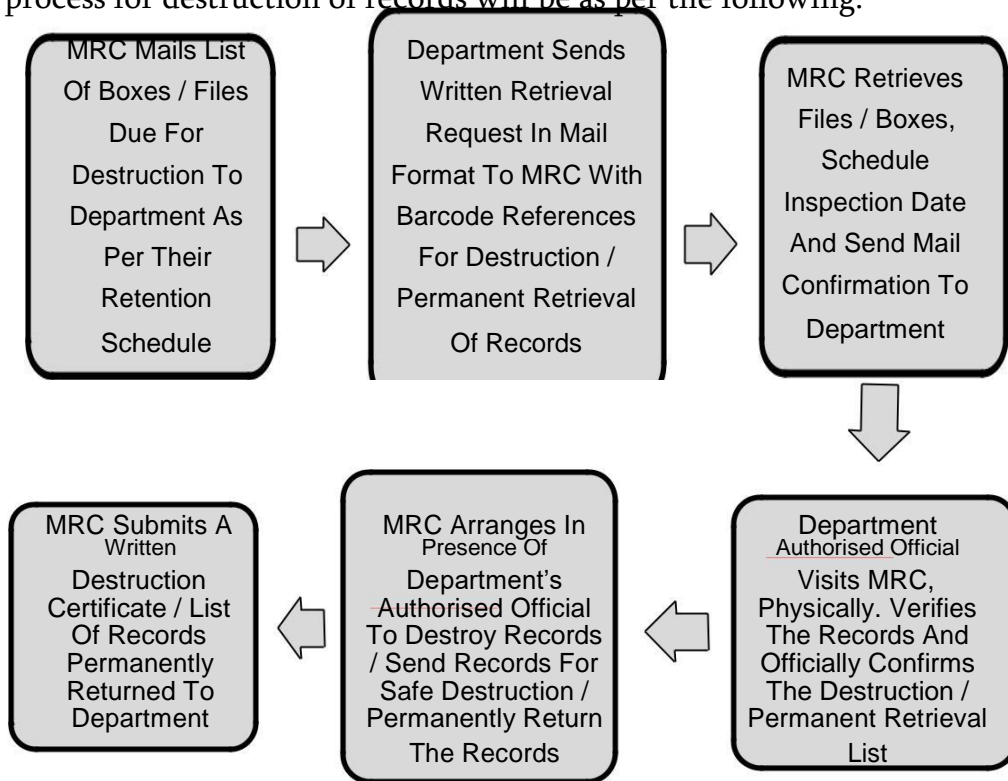 process for destruction of records will be as per the following:
MRC Mails List
Of Boxes / Files
Due For
Destruction To
Department As
Per Their
Retention
Schedule
Department Sends
Written Retrieval
Request In Mail
Format To MRC With
Barcode References
For Destruction /
Permanent Retrieval
Of Records
MRC Retrieves
Files / Boxes,
Schedule
Inspection Date
And Send Mail
Confirmation To
Department
Department
Authorised Official
Visits MRC,
Physically. Verifies
The Records And
Officially Confirms
The Destruction /
Permanent Retrieval
List
MRC Arranges In
Presence Of
Department’s
Authorised Official
To Destroy Records
/ Send Records For
Safe Destruction /
Permanently Return
The Records
MRC Submits A
Written
Destruction
Certificate / List
Of Records
Permanently
Returned To
Department